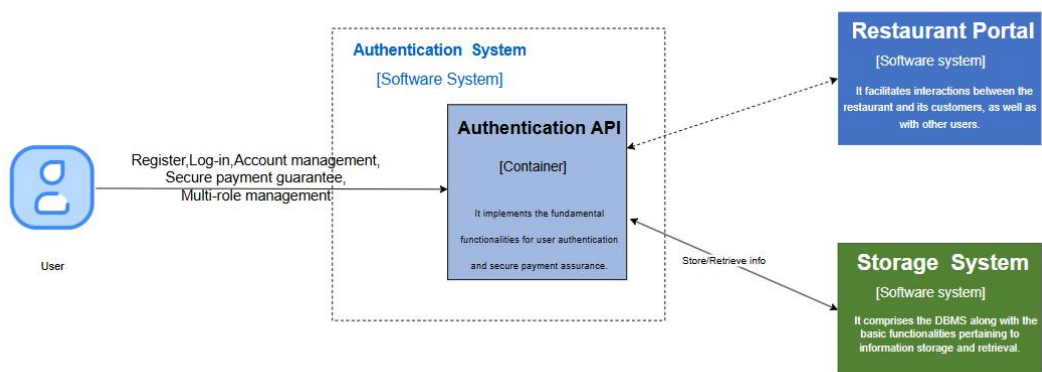 User
Register,Log-in,Account management,
Secure payment guarantee,
Multi-role management
Authentication System
[Software System]
Authentication API
[Container]
It implements the fundamental
functionalities for user authentication
and secure payment assurance.
Store/Retrieve info
Restaurant Portal
[Software system]
It facilitates interactions between the
restaurant and its customers, as well as
with other users.
Storage System
[Software system]
It comprises the DBMS along with the
basic functionalities pertaining to
information storage and retrieval.